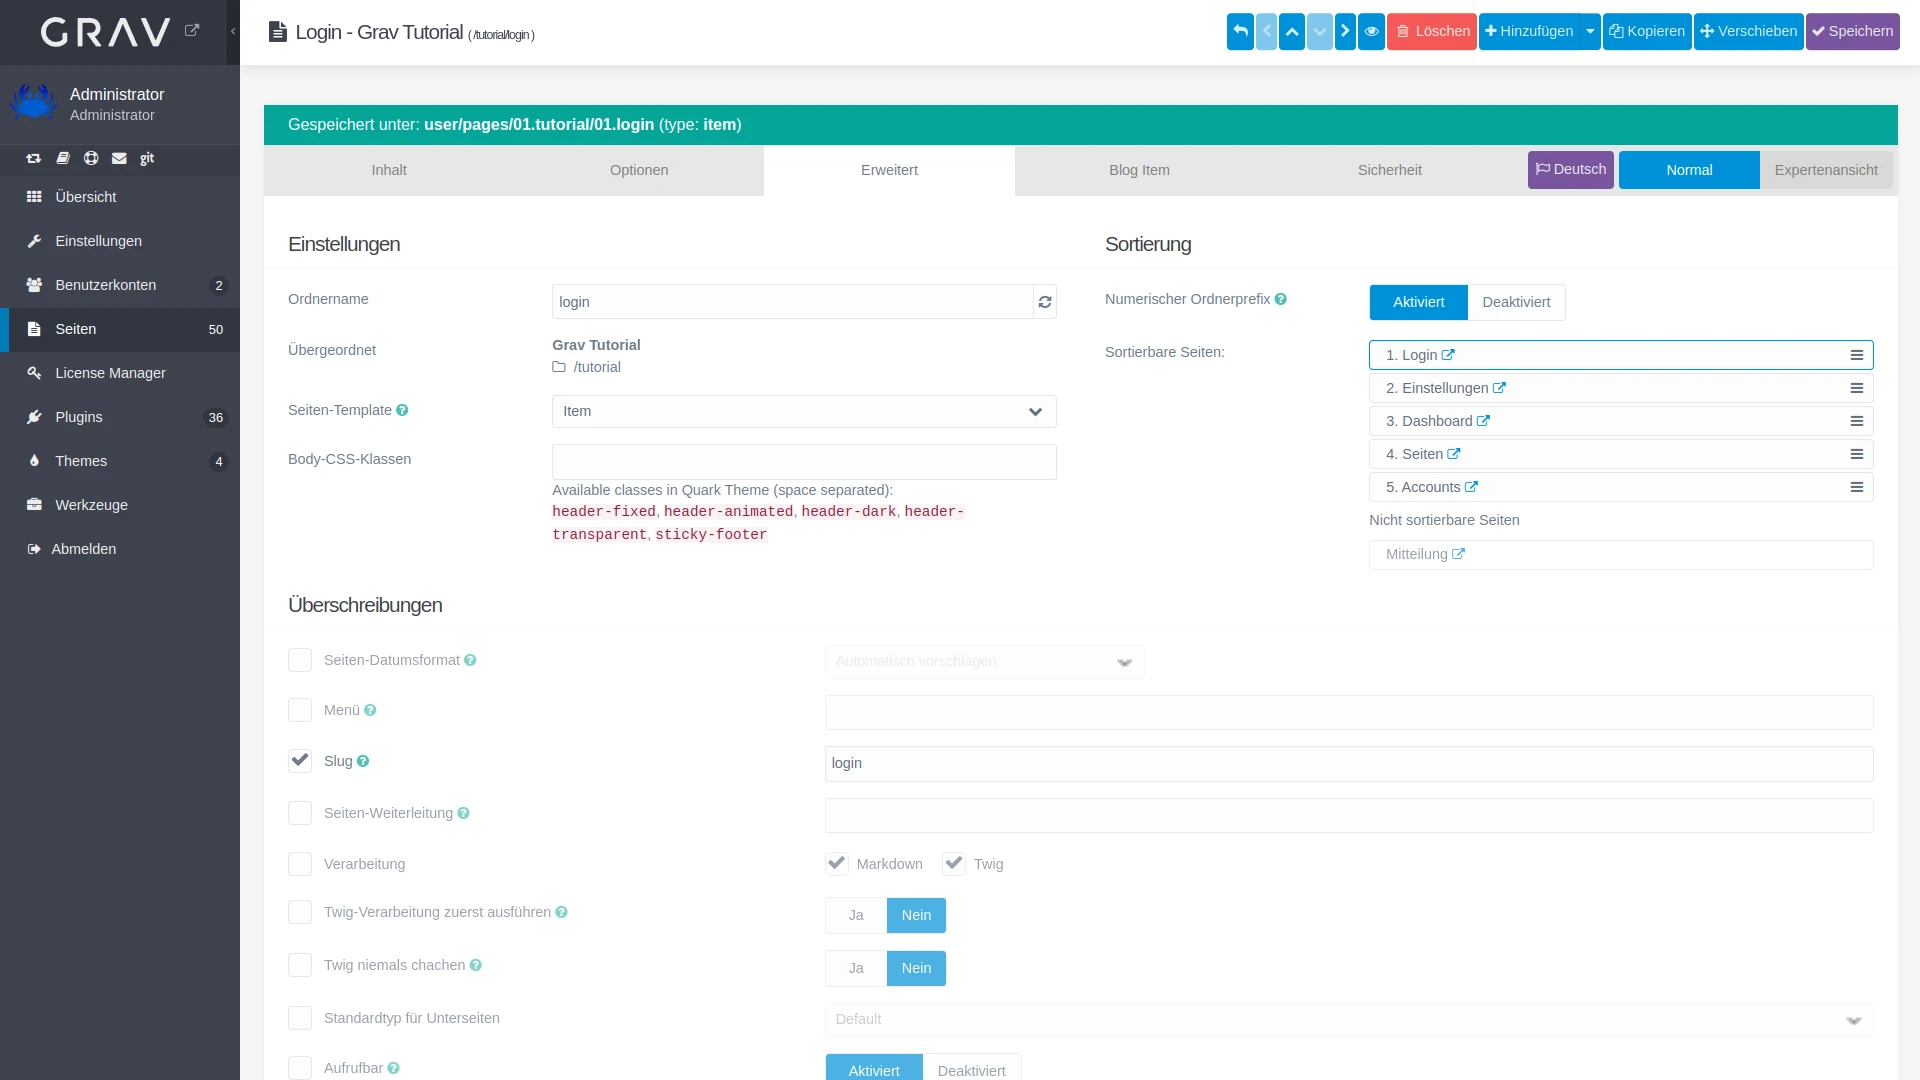 GRAV
Login - Grav Tutorial ( /tutorial/login )
Löschen
Hinzufügen
Kopieren
Verschieben
Speichern
Administrator
Administrator
git
Übersicht
Einstellungen
Benutzerkonten 2
Seiten 50
License Manager
Plugins 36
Themes 4
Werkzeuge
Abmelden
Gespeichert unter: user/pages/01.tutorial/01.login (type: item)
Inhalt
Optionen
Erweitert
Blog Item
Sicherheit
Deutsch
Normal
Expertenansicht
Einstellungen
Ordnername
login
Übergeordnet
Grav Tutorial
/tutorial
Seiten-Template
Item
Body-CSS-Klassen
Available classes in Quark Theme (space separated):
header-fixed, header-animated, header-dark, header-
transparent, sticky-footer
Sortierung
Numerischer Ordnerprefix
Aktiviert
Deaktiviert
Sortierbare Seiten:
1. Login
2. Einstellungen
3. Dashboard
4. Seiten
5. Accounts
Nicht sortierbare Seiten
Mitteilung
Überschreibungen
Seiten-Datumsformat
Automatisch vorschlagen
Menü
Slug
login
Seiten-Weiterleitung
Verarbeitung
Markdown
Twig
Twig-Verarbeitung zuerst ausführen
Ja
Nein
Twig niemals chachen
Ja
Nein
Standardtyp für Unterseiten
Default
Aufrufbar
Aktiviert
Deaktiviert